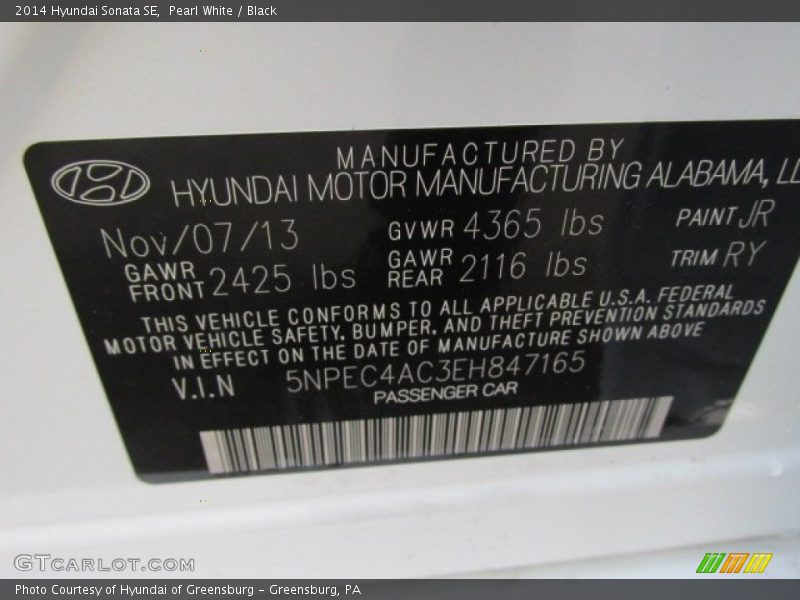 2014 Hyundai Sonata SE,  Pearl White / Black
MANUFACTURED BY
HYUNDAI MOTOR MANUFACTURING ALABAMA, LL
Nov/07/13 GVWR 4365 lbs PAINT JR
GAWR FRONT 2425 lbs GAWR REAR 2116 lbs TRIM RY
THIS VEHICLE CONFORMS TO ALL APPLICABLE U.S.A. FEDERAL
MOTOR VEHICLE SAFETY, BUMPER, AND THEFT PREVENTION STANDARDS
IN EFFECT ON THE DATE OF MANUFACTURE SHOWN ABOVE
V.I.N 5NPEC4AC3EH847165
PASSENGER CAR
GTCARLOT.COM
Photo Courtesy of Hyundai of Greensburg - Greensburg, PA